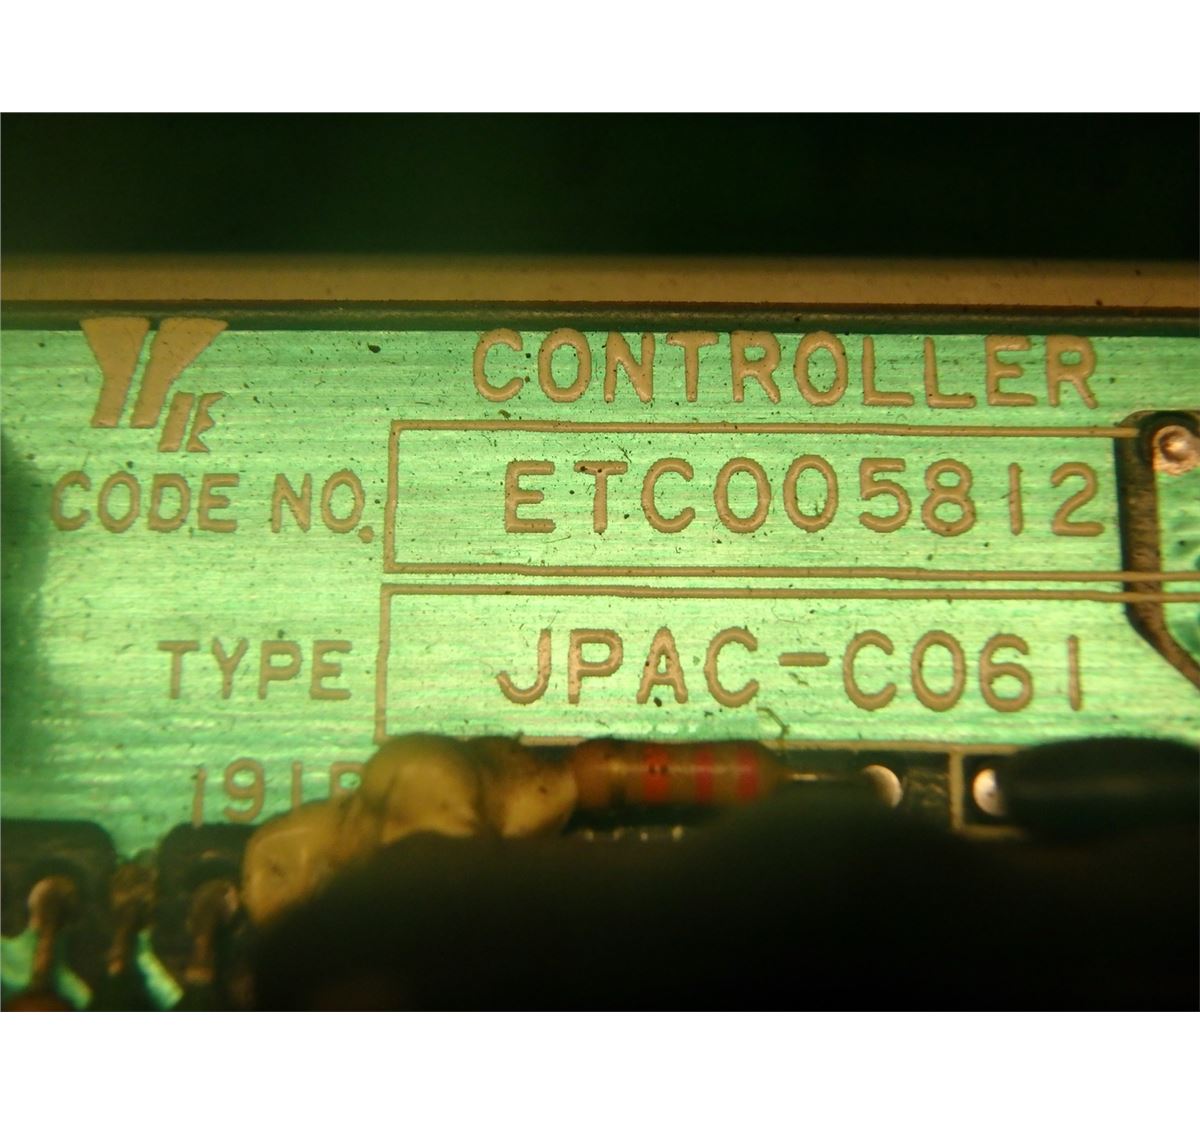 CONTROLLER
CODE NO. ETC005812
TYPE JPAC-C061